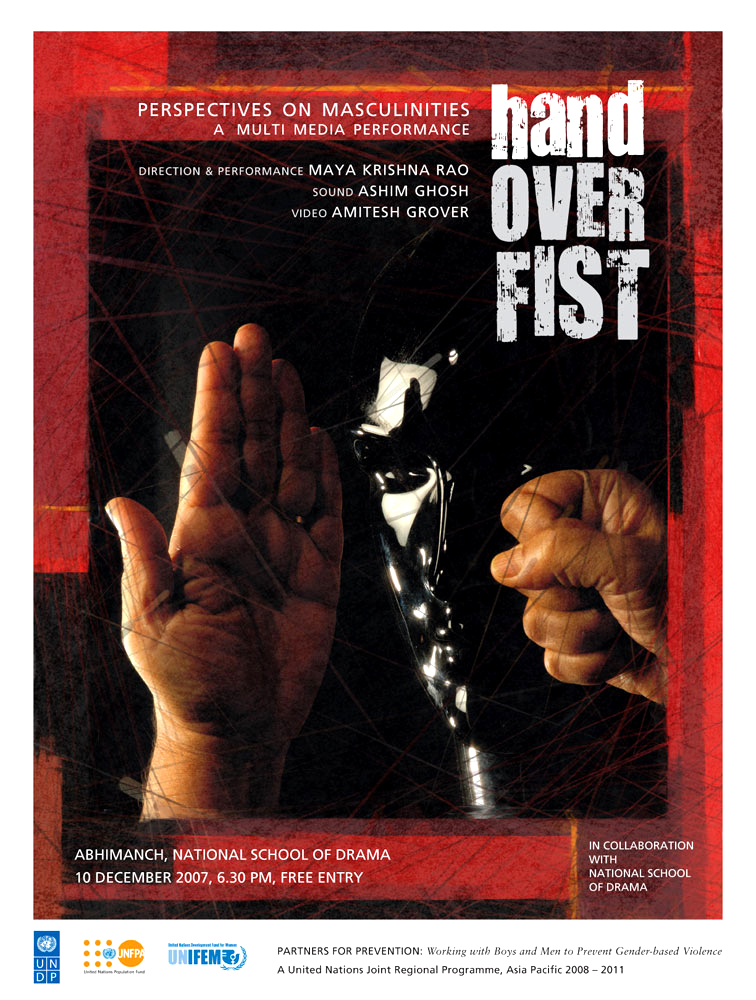 PERSPECTIVES ON MASCULINITIES
A MULTI MEDIA PERFORMANCE
DIRECTION & PERFORMANCE MAYA KRISHNA RAO
SOUND ASHIM GHOSH
VIDEO AMITESH GROVER
hand
OVER
FIST
ABHIMANCH, NATIONAL SCHOOL OF DRAMA
10 DECEMBER 2007, 6.30 PM, FREE ENTRY
IN COLLABORATION
WITH
NATIONAL SCHOOL
OF DRAMA
U N
D P
UNFPA
United Nations Population Fund
United Nations Development Fund for Women
UNIFEM
PARTNERS FOR PREVENTION: Working with Boys and Men to Prevent Gender-based Violence
A United Nations Joint Regional Programme, Asia Pacific 2008 – 2011